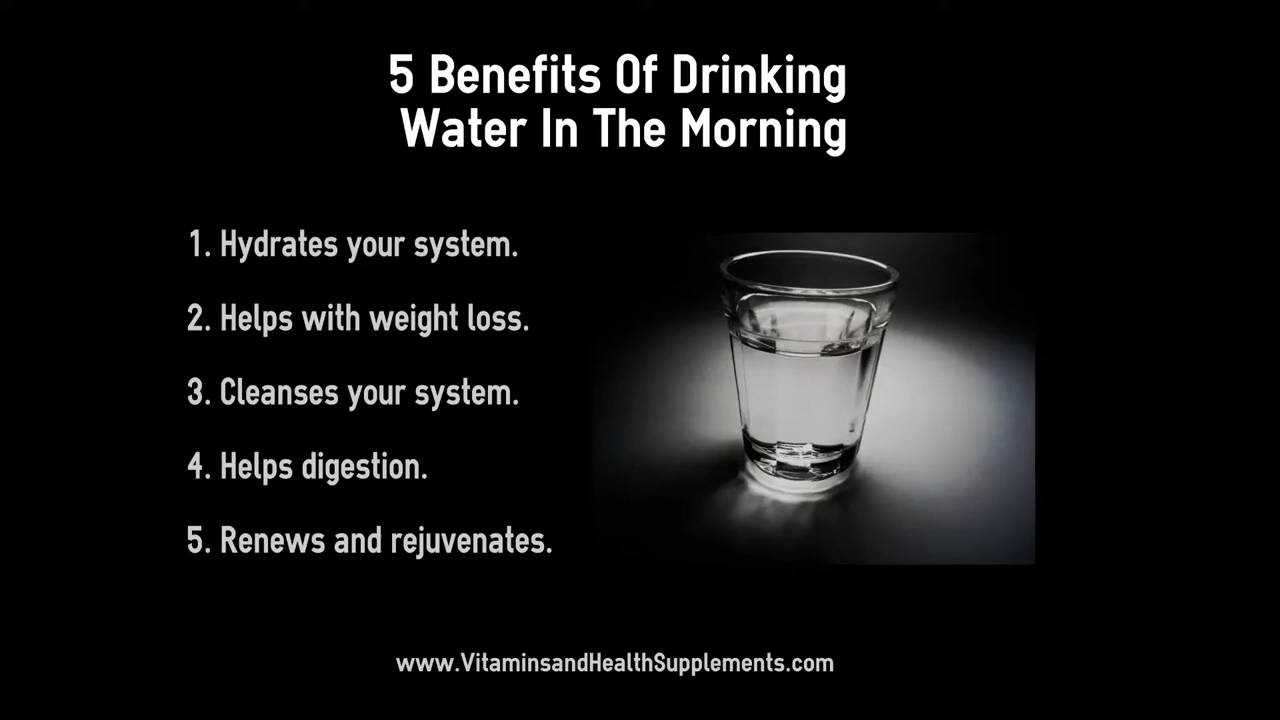 5 Benefits Of Drinking
Water In The Morning
1. Hydrates your system.
2. Helps with weight loss.
3. Cleanses your system.
4. Helps digestion.
5. Renews and rejuvenates.
www.VitaminsandHealthSupplements.com